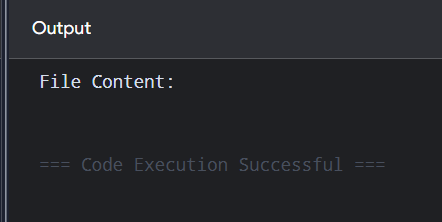 Output
File Content:
=== Code Execution Successful ===